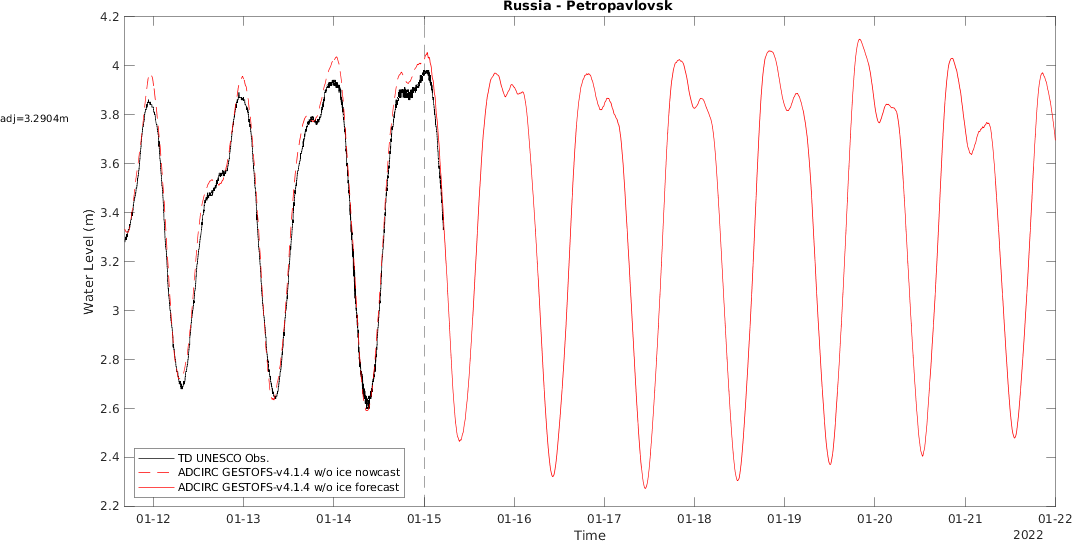 Russia - Petropavlovsk
4.2
4
3.8
3.6
3.4
3.2
3
2.8
2.6
2.4
2.2
adj=3.2904m
Water Level (m)
TD UNESCO Obs.
ADCIRC GESTOFS-v4.1.4 w/o ice nowcast
ADCIRC GESTOFS-v4.1.4 w/o ice forecast
01-12 01-13 01-14 01-15 01-16 01-17 01-18 01-19 01-20 01-21 01-22
Time
2022